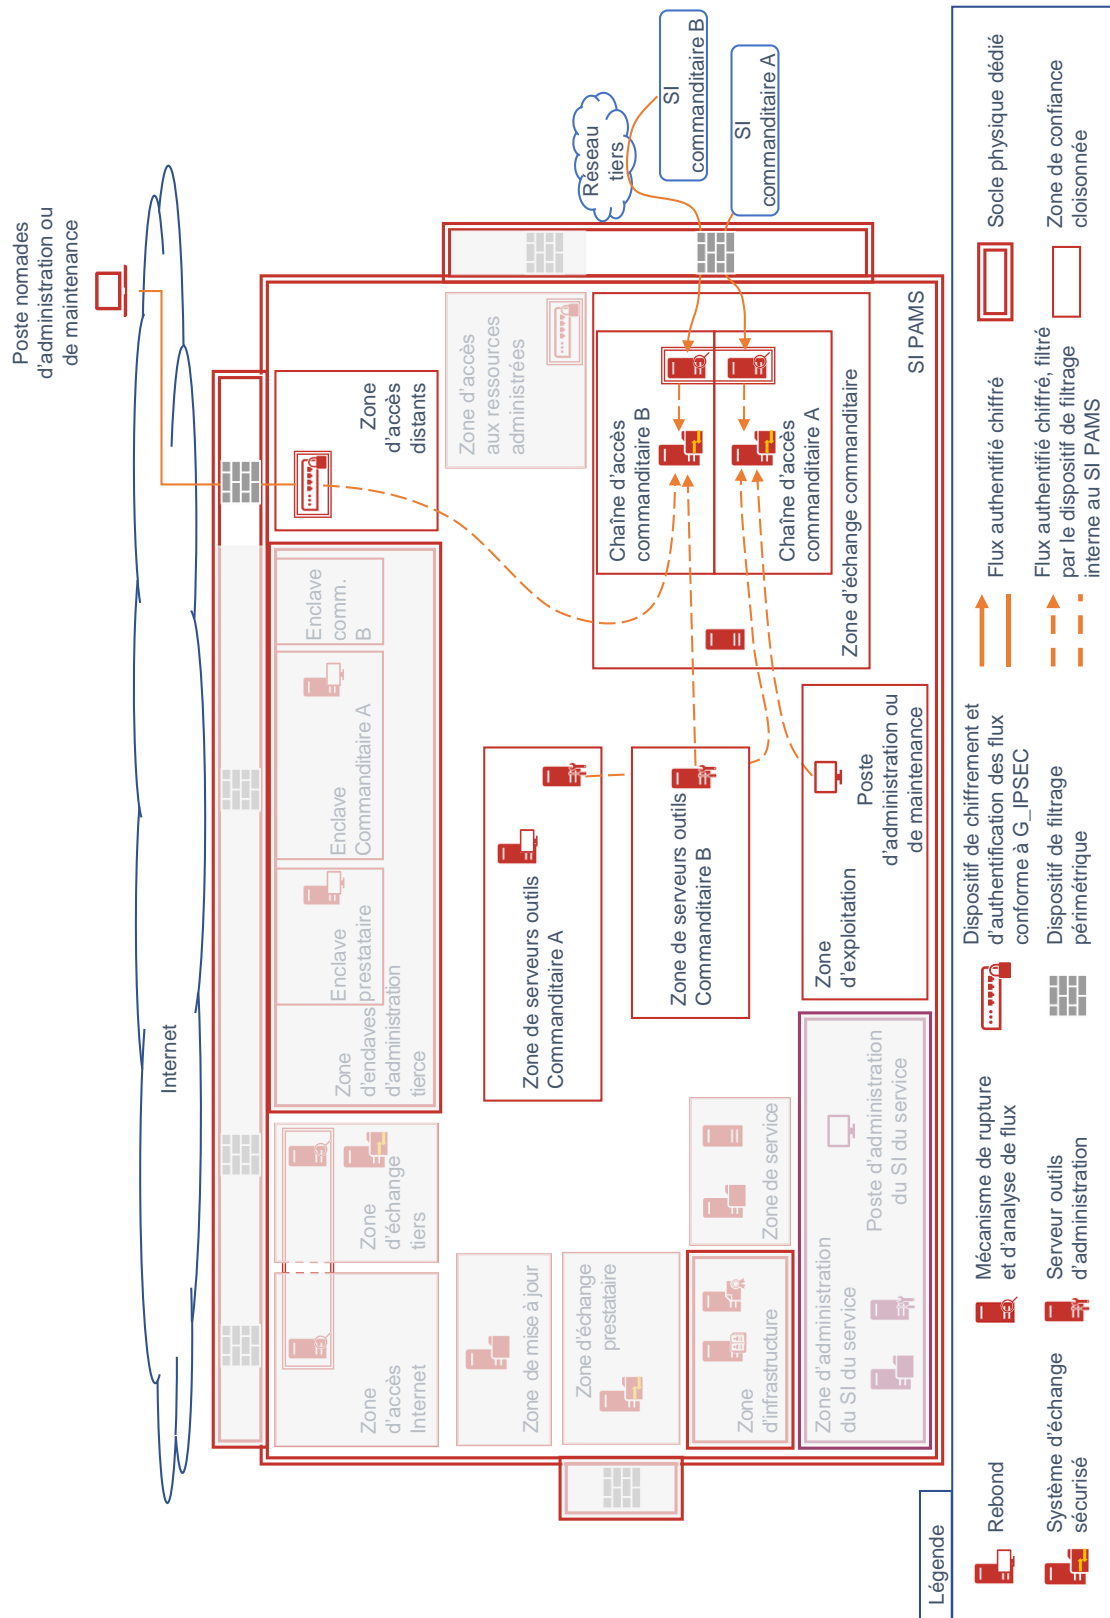 Poste nomades
d'administration ou
de maintenance
Internet
Zone
d'accès
Internet
Zone
d'échange
tiers
Zone
d'enclaves
d'administration
tierce
Enclave
prestataire
Enclave
Commanditaire A
Enclave
comm.
B
Zone
d'accès
distants
Zone de mise à jour
Zone d'échange
prestataire
Zone
d'infrastructure
Zone de service
Zone d'administration
du SI du service
Poste d'administration
du SI du service
Zone de serveurs outils
Commanditaire A
Zone de serveurs outils
Commanditaire B
Zone
d'exploitation
Poste
d'administration ou
de maintenance
Zone d'accès
aux ressources
administrées
Chaîne d'accès
commanditaire B
Chaîne d'accès
commanditaire A
Zone d'échange commanditaire
SI PAMS
Réseau
tiers
SI
commanditaire B
SI
commanditaire A
Légende
Rebond
Système d'échange
sécurisé
Mécanisme de rupture
et d'analyse de flux
Serveur outils
d'administration
Dispositif de chiffrement et
d'authentification des flux
conforme à G_IPSEC
Dispositif de filtrage
périmétrique
Flux authentifié chiffré
Flux authentifié chiffré, filtré
par le dispositif de filtrage
interne au SI PAMS
Socle physique dédié
Zone de confiance
cloisonnée